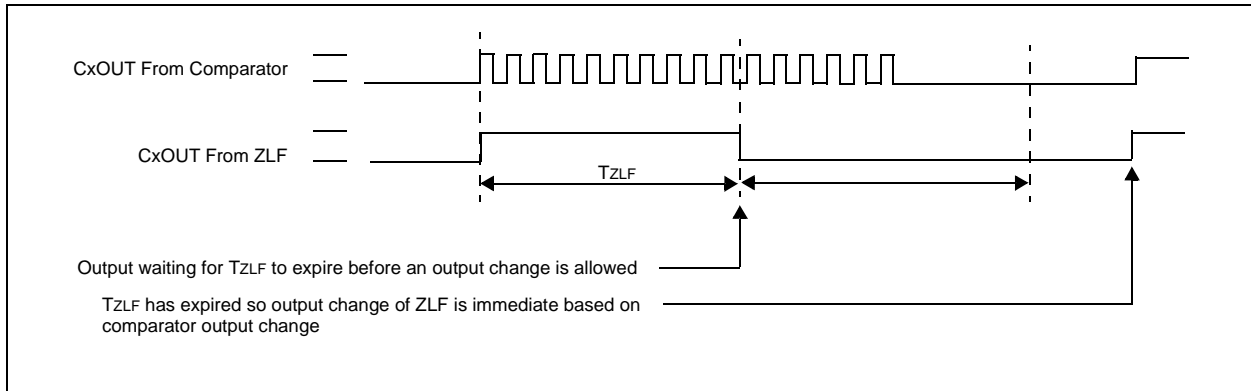 CxOUT From Comparator
CxOUT From ZLF
TZLF
Output waiting for TZLF to expire before an output change is allowed
TZLF has expired so output change of ZLF is immediate based on
comparator output change